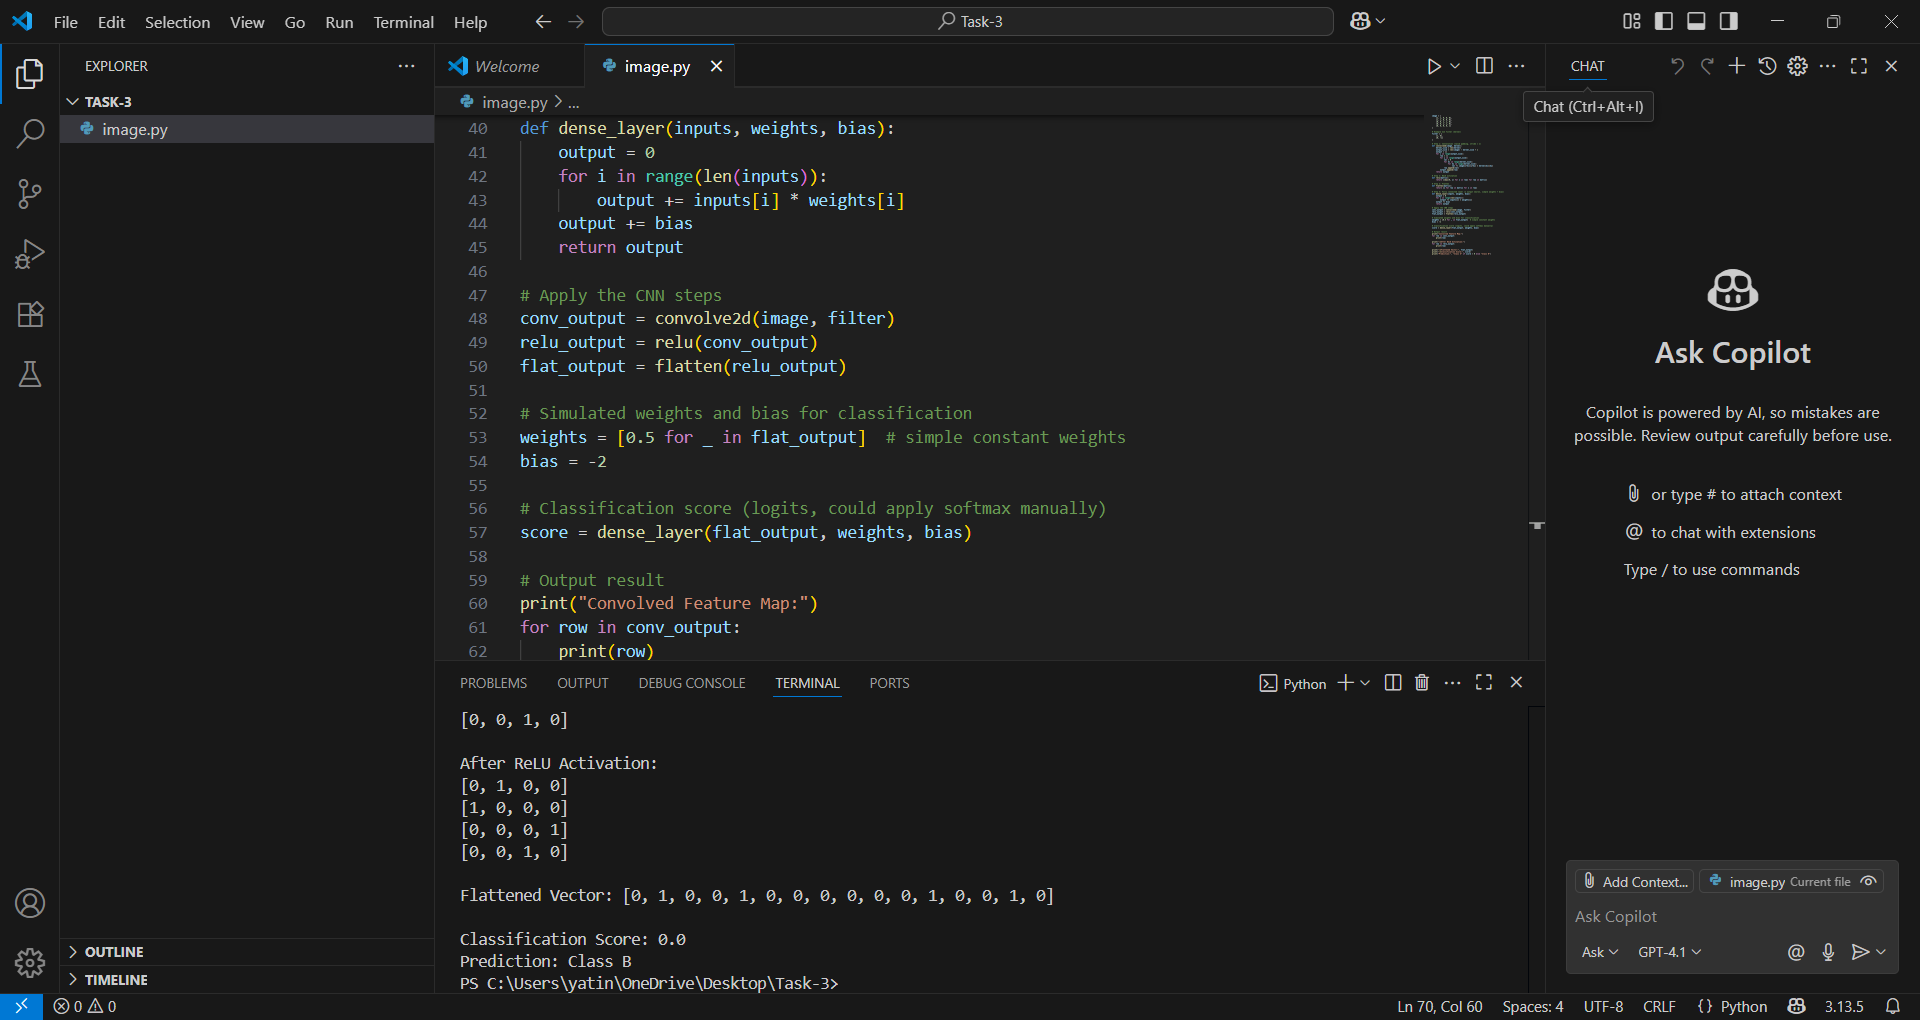 File Edit Selection View Go Run Terminal Help
Task-3
EXPLORER
TASK-3
image.py
OUTLINE
TIMELINE
Welcome
image.py
image.py > ...
40 def dense_layer(inputs, weights, bias):
41 output = 0
42 for i in range(len(inputs)):
43 output += inputs[i] * weights[i]
44 output += bias
45 return output
46
47 # Apply the CNN steps
48 conv_output = convolve2d(image, filter)
49 relu_output = relu(conv_output)
50 flat_output = flatten(relu_output)
51
52 # Simulated weights and bias for classification
53 weights = [0.5 for _ in flat_output]  # simple constant weights
54 bias = -2
55
56 # Classification score (logits, could apply softmax manually)
57 score = dense_layer(flat_output, weights, bias)
58
59 # Output result
60 print("Convolved Feature Map:")
61 for row in conv_output:
62 print(row)
PROBLEMS OUTPUT DEBUG CONSOLE TERMINAL PORTS
Python
[0, 0, 1, 0]
After ReLU Activation:
[0, 1, 0, 0]
[1, 0, 0, 0]
[0, 0, 0, 1]
[0, 0, 1, 0]
Flattened Vector: [0, 1, 0, 0, 1, 0, 0, 0, 0, 0, 0, 1, 0, 0, 1, 0]
Classification Score: 0.0
Prediction: Class B
PS C:\Users\yatin\OneDrive\Desktop\Task-3>
CHAT
Chat (Ctrl+Alt+I)
Ask Copilot
Copilot is powered by AI, so mistakes are
possible. Review output carefully before use.
or type # to attach context
@ to chat with extensions
Type / to use commands
Add Context...
image.py Current file
Ask Copilot
Ask GPT-4.1 @
0 0
Ln 70, Col 60 Spaces: 4 UTF-8 CRLF {} Python 3.13.5